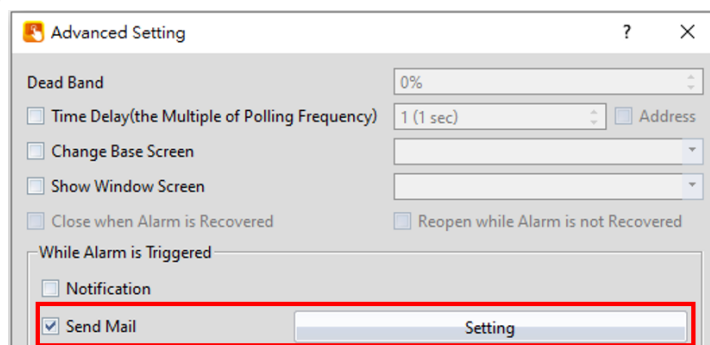 Advanced Setting ? X
Dead Band 0%
Time Delay(the Multiple of Polling Frequency) 1 (1 sec) Address
Change Base Screen
Show Window Screen
Close when Alarm is Recovered Reopen while Alarm is not Recovered
While Alarm is Triggered
Notification
Send Mail Setting